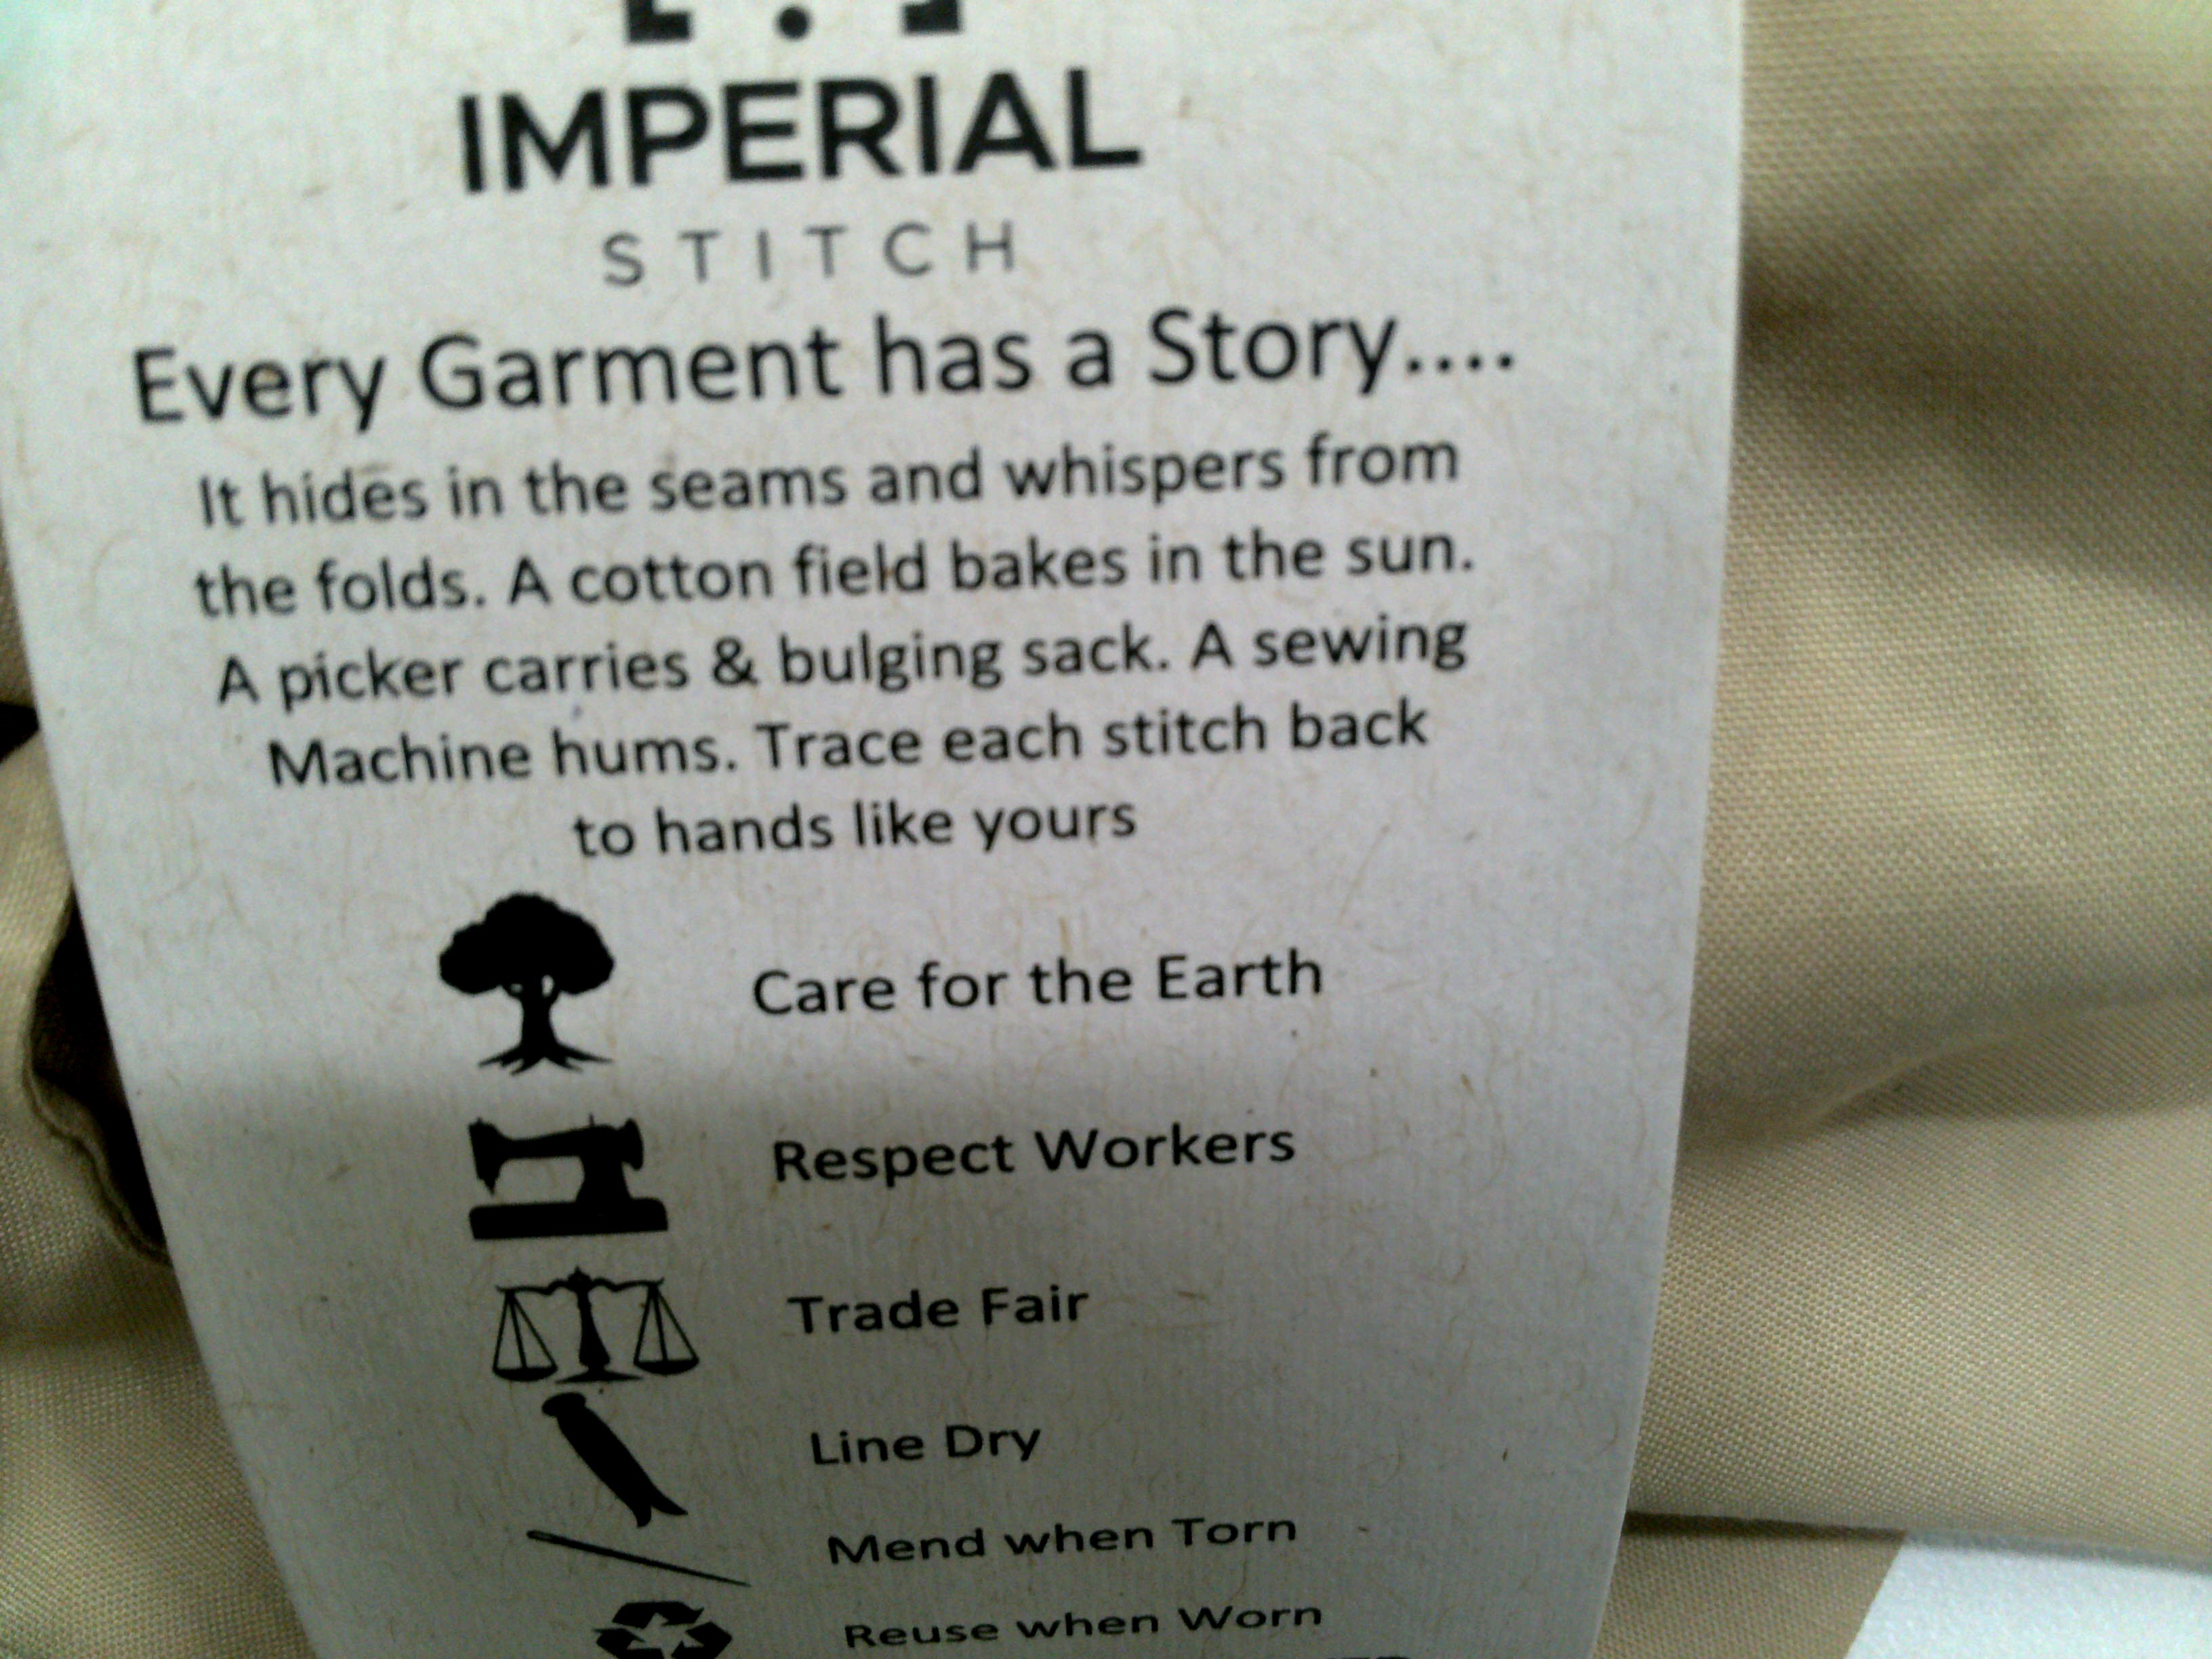 IMPERIAL
STITCH
Every Garment has a Story....
It hides in the seams and whispers from
the folds. A cotton field bakes in the sun.
A picker carries & bulging sack. A sewing
Machine hums. Trace each stitch back
to hands like yours
Care for the Earth
Respect Workers
Trade Fair
Line Dry
Mend when Torn
Reuse when Worn